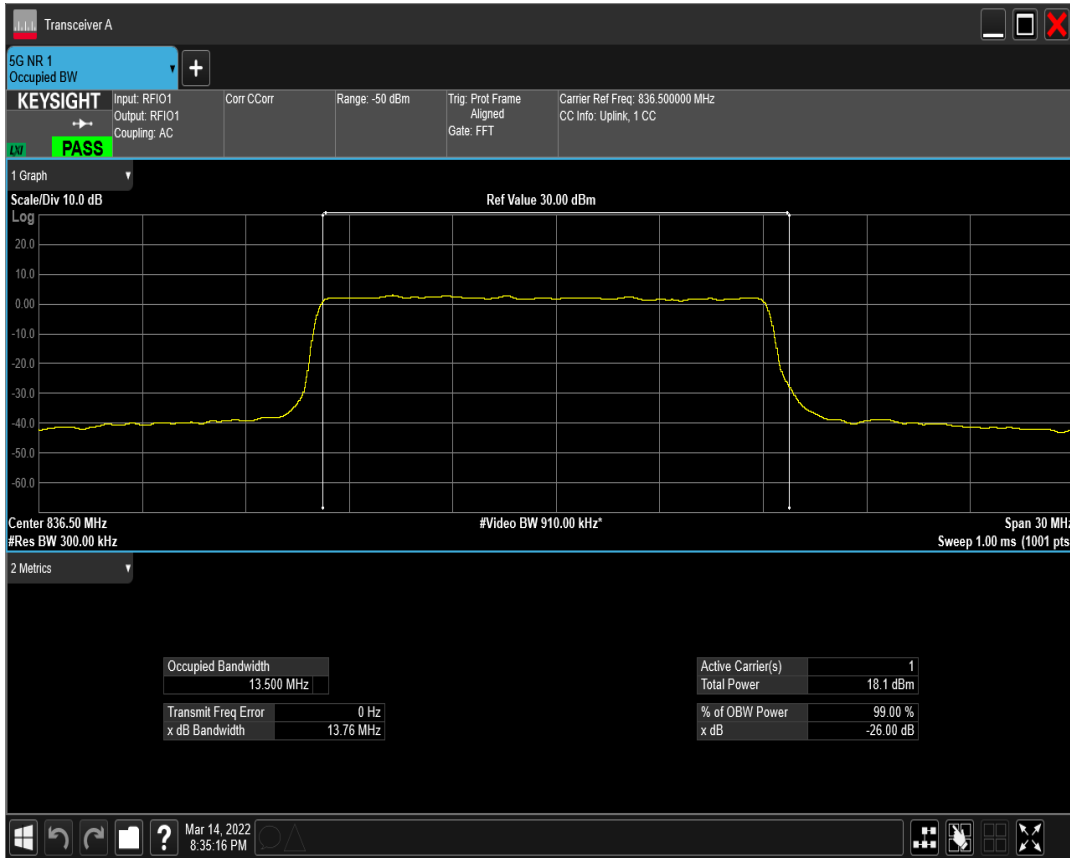 Transceiver A
5G NR 1
Occupied BW
KEYSIGHT
LXI
PASS
Input: RFIO1
Output: RFIO1
Coupling: AC
Corr CCorr
Range: -50 dBm
Trig: Prot Frame
Aligned
Gate: FFT
Carrier Ref Freq: 836.500000 MHz
CC Info: Uplink, 1 CC
1 Graph
Scale/Div 10.0 dB
Ref Value 30.00 dBm
Log
20.0
10.0
0.00
-10.0
-20.0
-30.0
-40.0
-50.0
-60.0
Center 836.50 MHz
#Video BW 910.00 kHz*
Span 30 MHz
#Res BW 300.00 kHz
Sweep 1.00 ms (1001 pts
2 Metrics
Occupied Bandwidth
13.500 MHz
Transmit Freq Error 0 Hz
x dB Bandwidth 13.76 MHz
Active Carrier(s) 1
Total Power 18.1 dBm
% of OBW Power 99.00 %
x dB -26.00 dB
?
Mar 14, 2022
8:35:16 PM